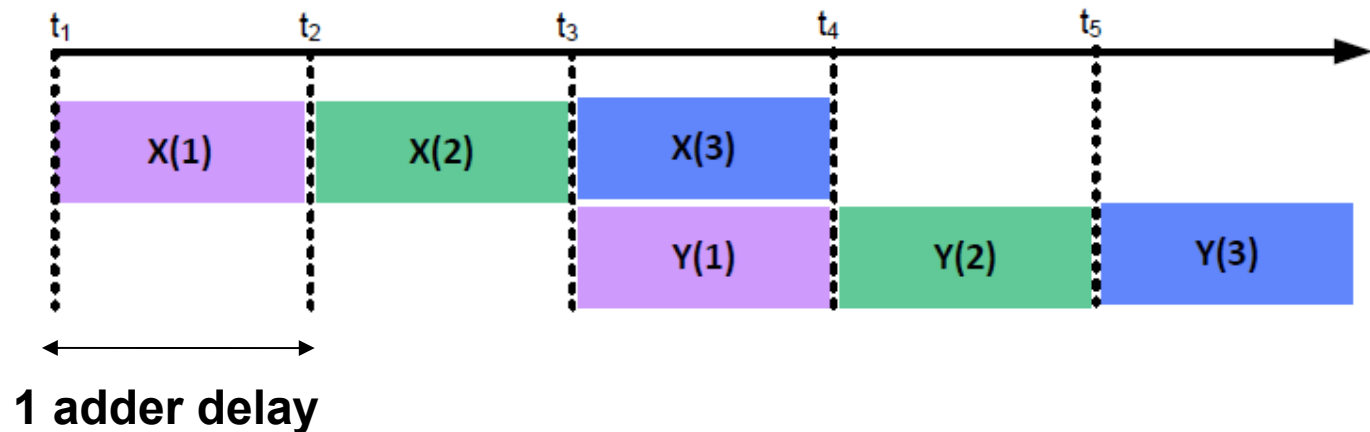 t₁ t₂ t₃ t₄ t₅
X(1) X(2) X(3)
Y(1) Y(2) Y(3)
1 adder delay